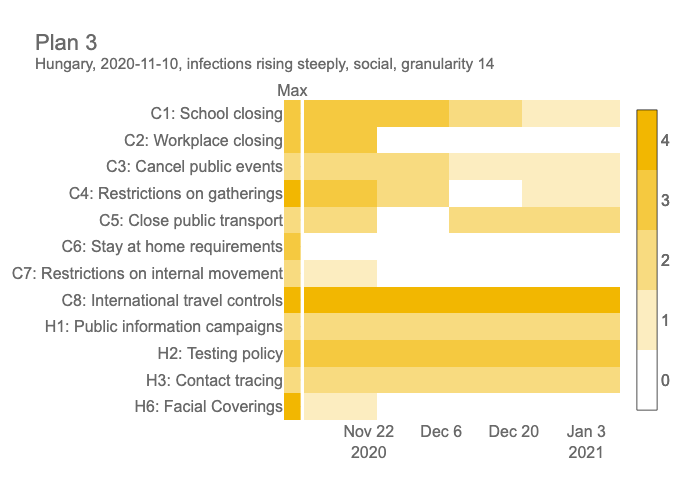 Plan 3
Hungary, 2020-11-10, infections rising steeply, social, granularity 14
Max
C1: School closing
C2: Workplace closing
C3: Cancel public events
C4: Restrictions on gatherings
C5: Close public transport
C6: Stay at home requirements
C7: Restrictions on internal movement
C8: International travel controls
H1: Public information campaigns
H2: Testing policy
H3: Contact tracing
H6: Facial Coverings
4
3
2
1
0
Nov 22 Dec 6 Dec 20 Jan 3
2020 2021